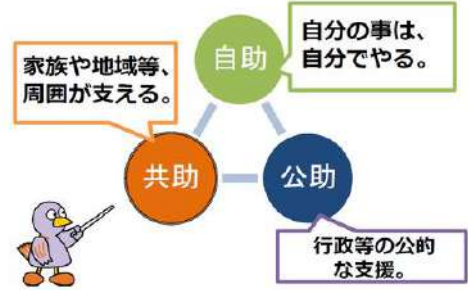 自助
自分の事は、
自分でやる。
家族や地域等、
周囲が支える。
共助
公助
行政等の公的
な支援。